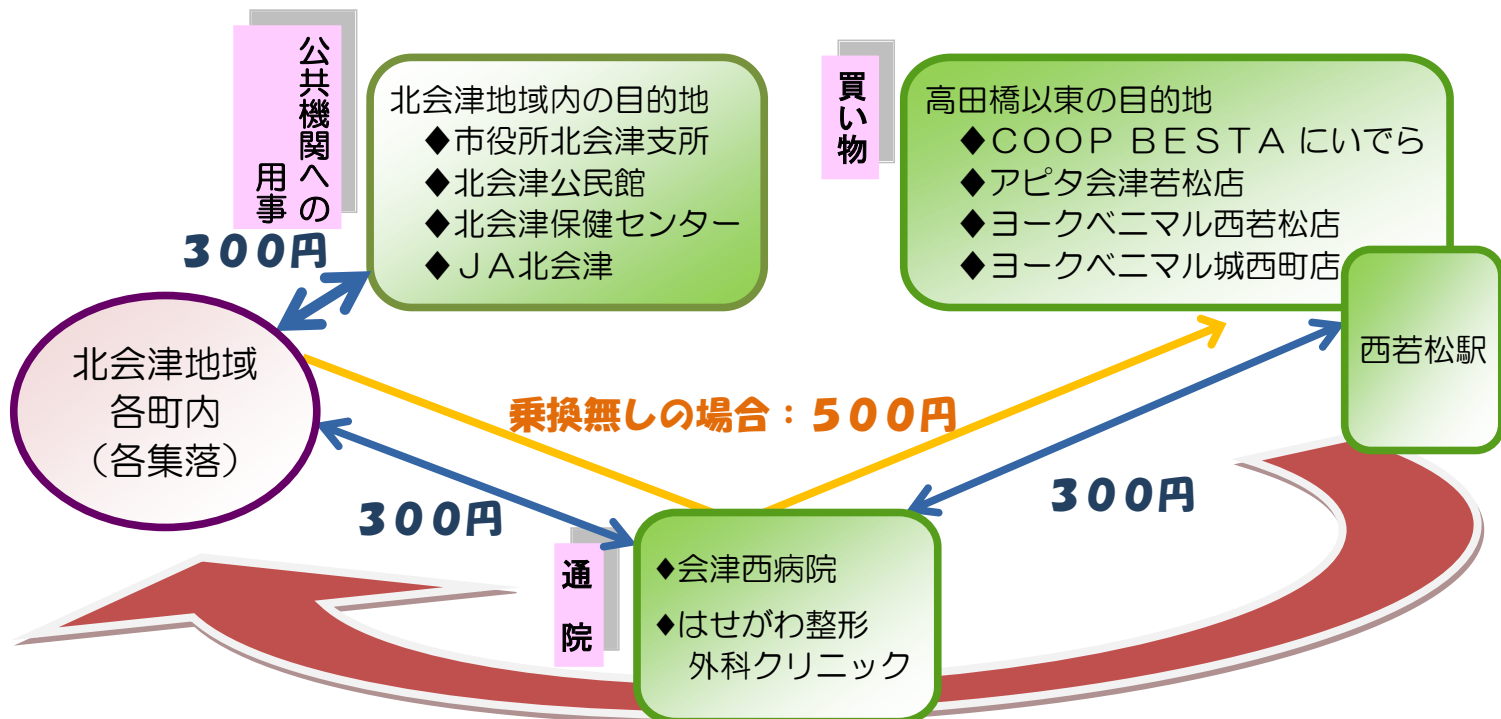 公共機関への
用事
北会津地域内の目的地
◆市役所北会津支所
◆北会津公民館
◆北会津保健センター
◆ＪＡ北会津
買い物
高田橋以東の目的地
◆ＣＯＯＰ ＢＥＳＴＡ にいでら
◆アピタ会津若松店
◆ヨークベニマル西若松店
◆ヨークベニマル城西町店
３００円
西若松駅
北会津地域
各町内
（各集落）
乗換無しの場合：５００円
３００円
３００円
通院
◆会津西病院
◆はせがわ整形
外科クリニック